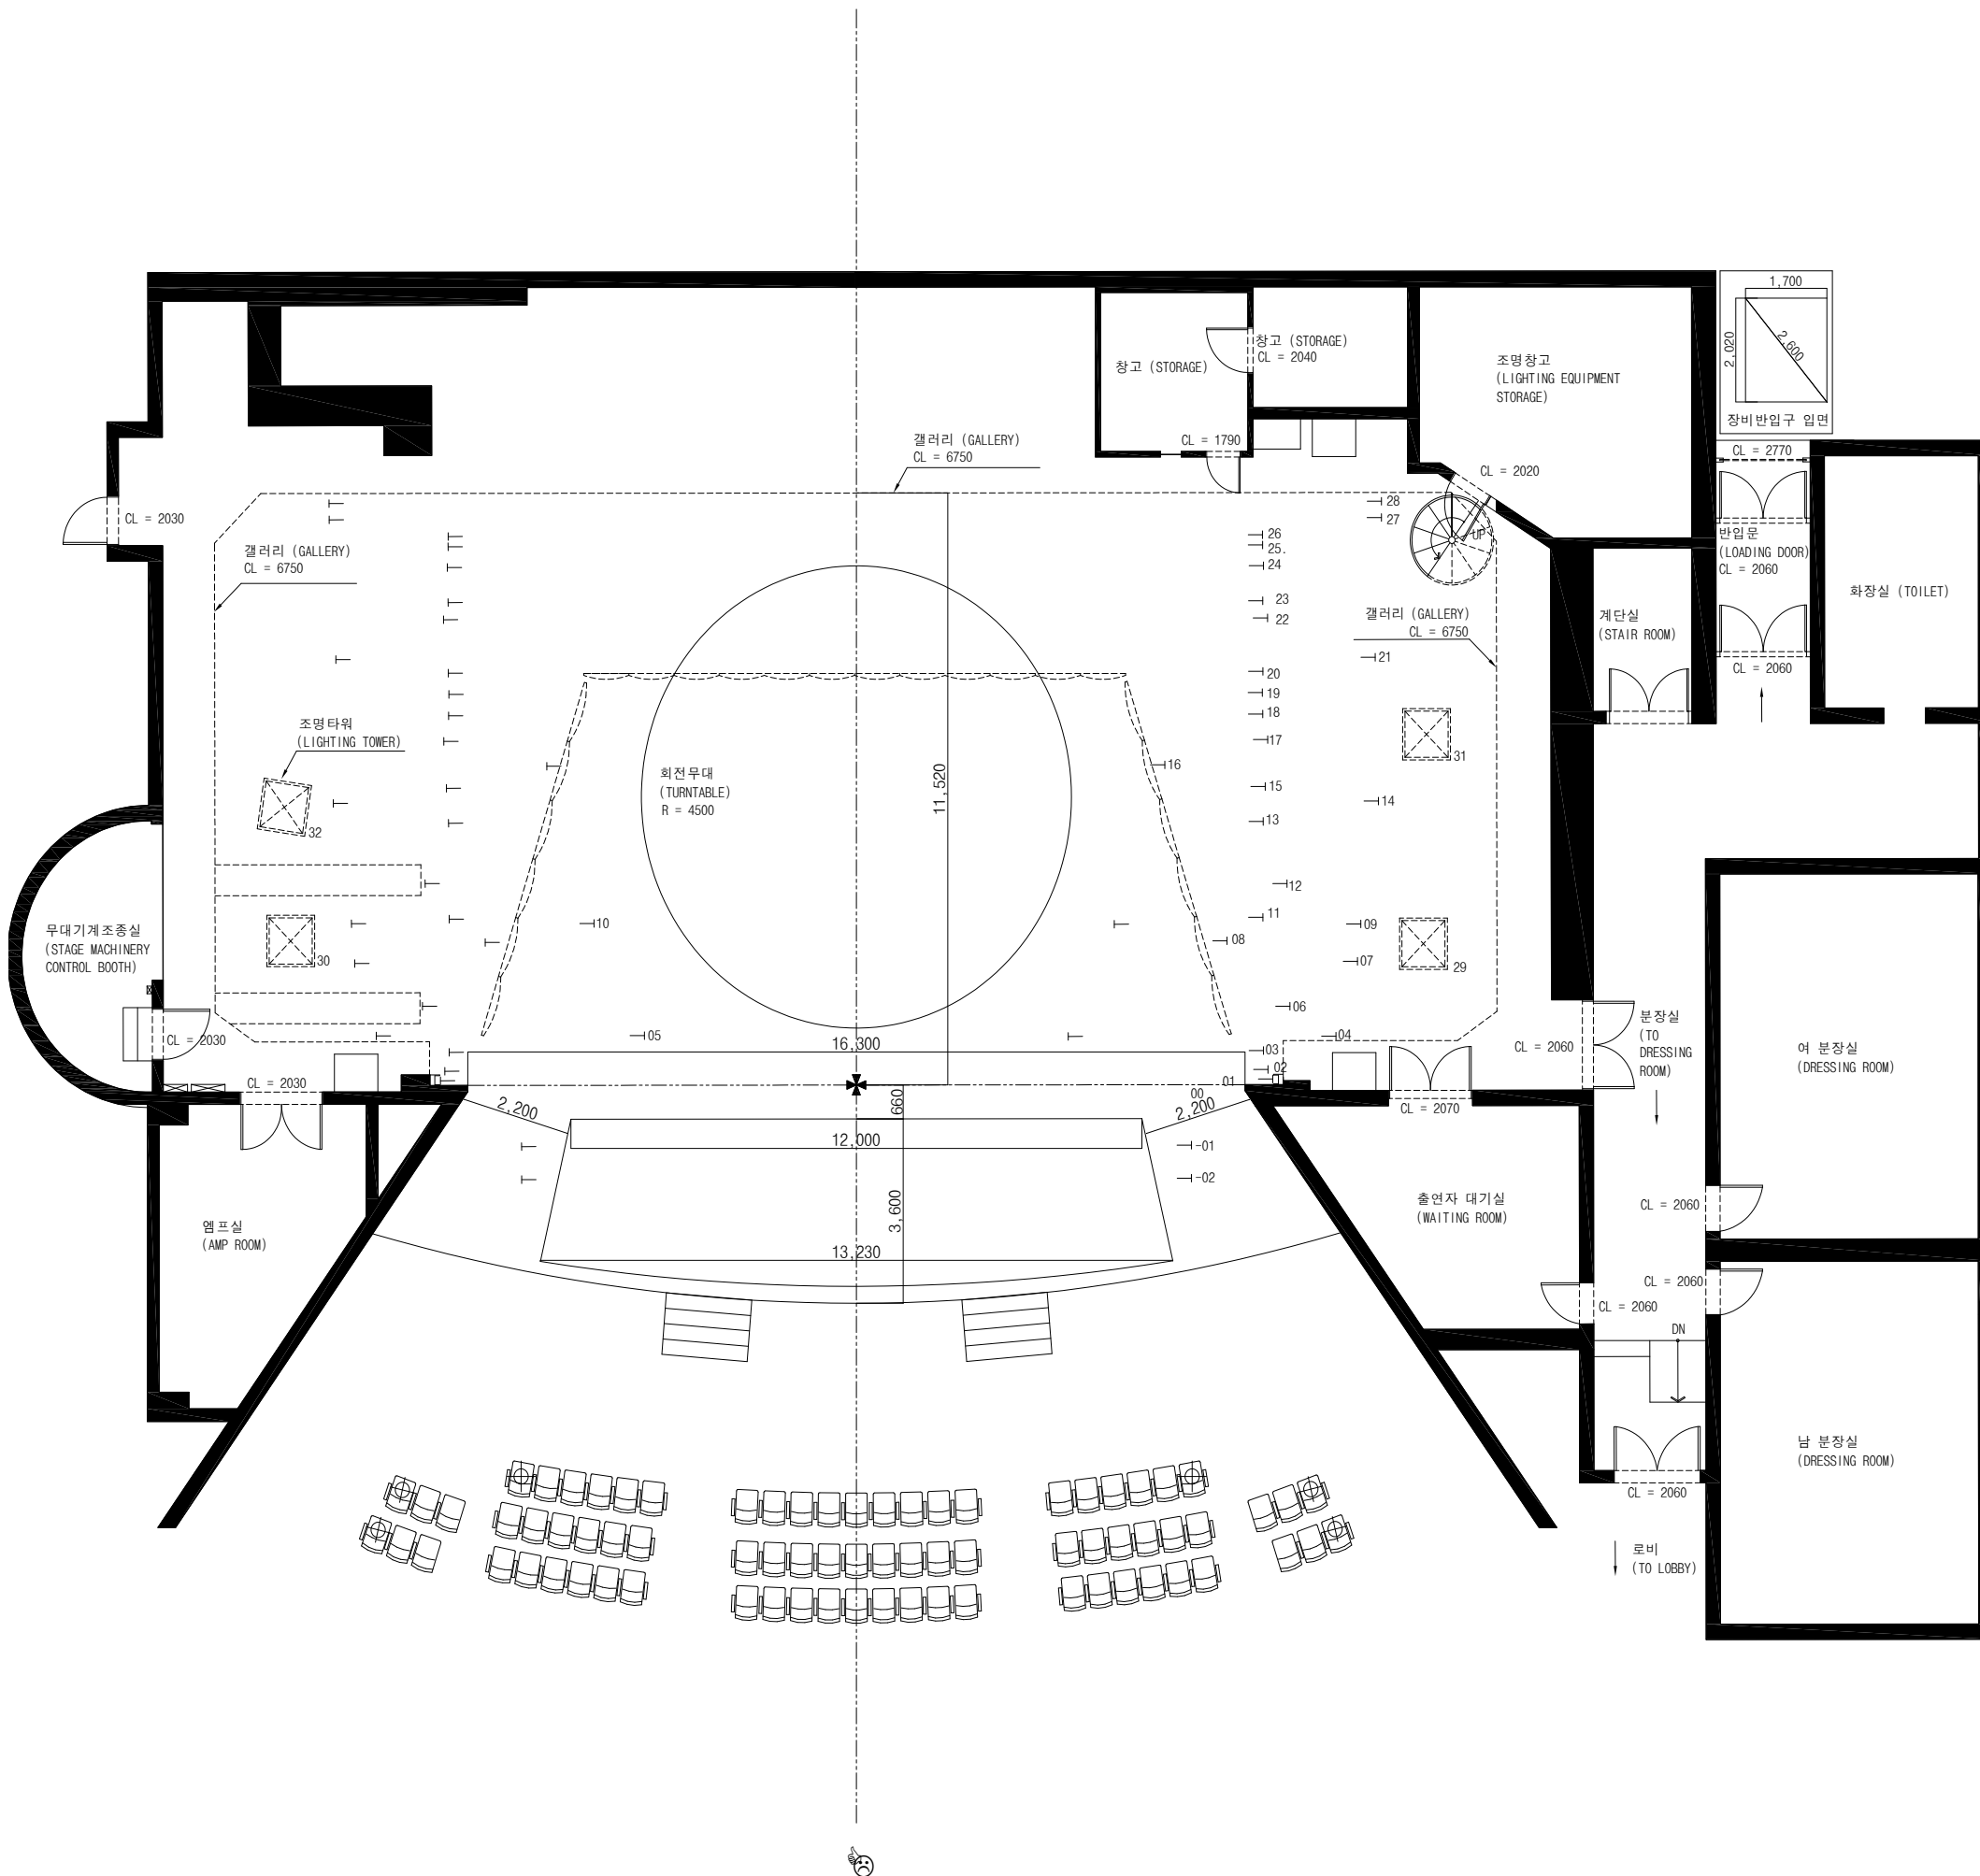 1,700
2,020
2,600
장비반입구 입면
창고 (STORAGE)
CL = 2040
창고 (STORAGE)
조명창고
(LIGHTING EQUIPMENT
STORAGE)
갤러리 (GALLERY)
CL = 6750
CL = 1790
CL = 2020
CL = 2770
CL = 2030
갤러리 (GALLERY)
CL = 6750
28
27
UP
26
25.
24
23
22
반입문
(LOADING DOOR)
CL = 2060
화장실 (TOILET)
갤러리 (GALLERY)
CL = 6750
계단실
(STAIR ROOM)
21
20
19
18
17
CL = 2060
조명타워
(LIGHTING TOWER)
31
회전무대
(TURNTABLE)
R = 4500
11,520
16
15
14
13
32
12
11
10
09
08
07
무대기계조종실
(STAGE MACHINERY
CONTROL BOOTH)
30
29
06
05
04
03
02
01
00
CL = 2030
16,300
CL = 2060
분장실
(TO
DRESSING
ROOM)
여 분장실
(DRESSING ROOM)
CL = 2030
CL = 2070
2,200
660
2,200
12,000
-01
-02
3,600
엠프실
(AMP ROOM)
출연자 대기실
(WAITING ROOM)
CL = 2060
13,230
CL = 2060
CL = 2060
DN
남 분장실
(DRESSING ROOM)
CL = 2060
로비
(TO LOBBY)